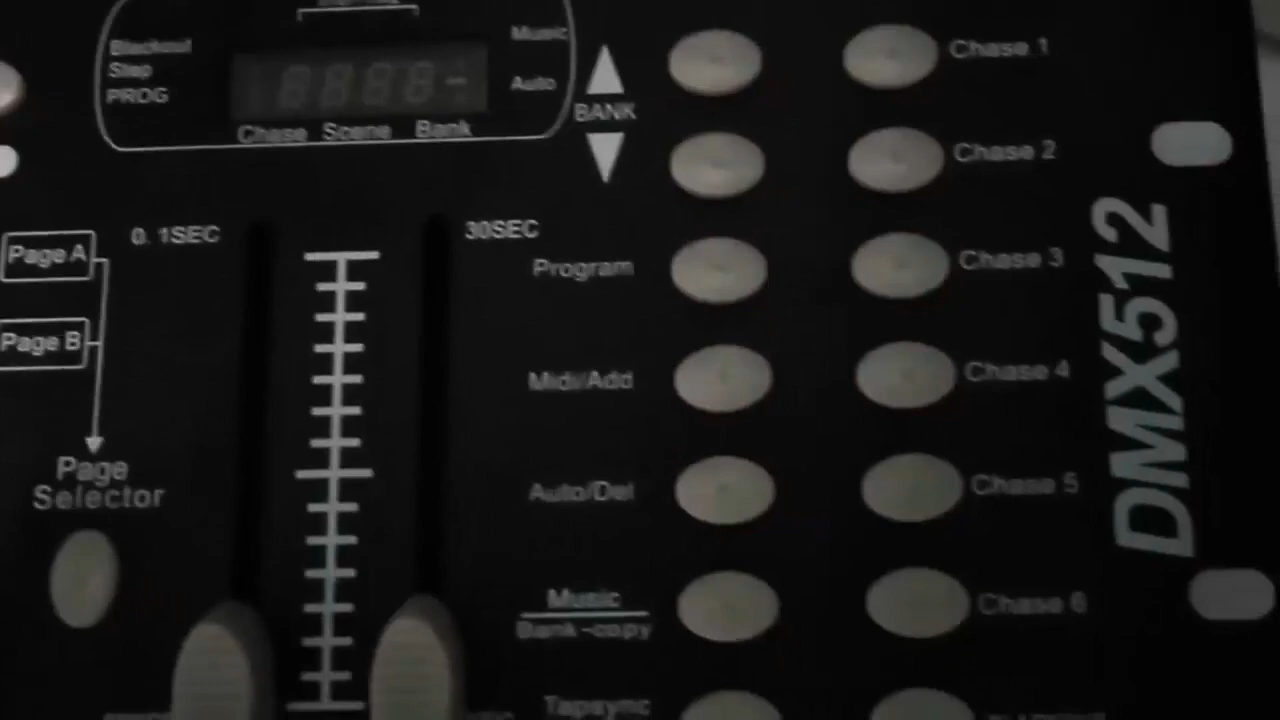 Blackout
Step
PROG
Music
Auto
Chase Scene Bank
BANK
0.1SEC
30SEC
Page A
Page B
Page
Selector
Program
Midi/Add
Auto/Del
Music
Bank-copy
Tapsync
Chase 1
Chase 2
Chase 3
Chase 4
Chase 5
Chase 6
DMX512